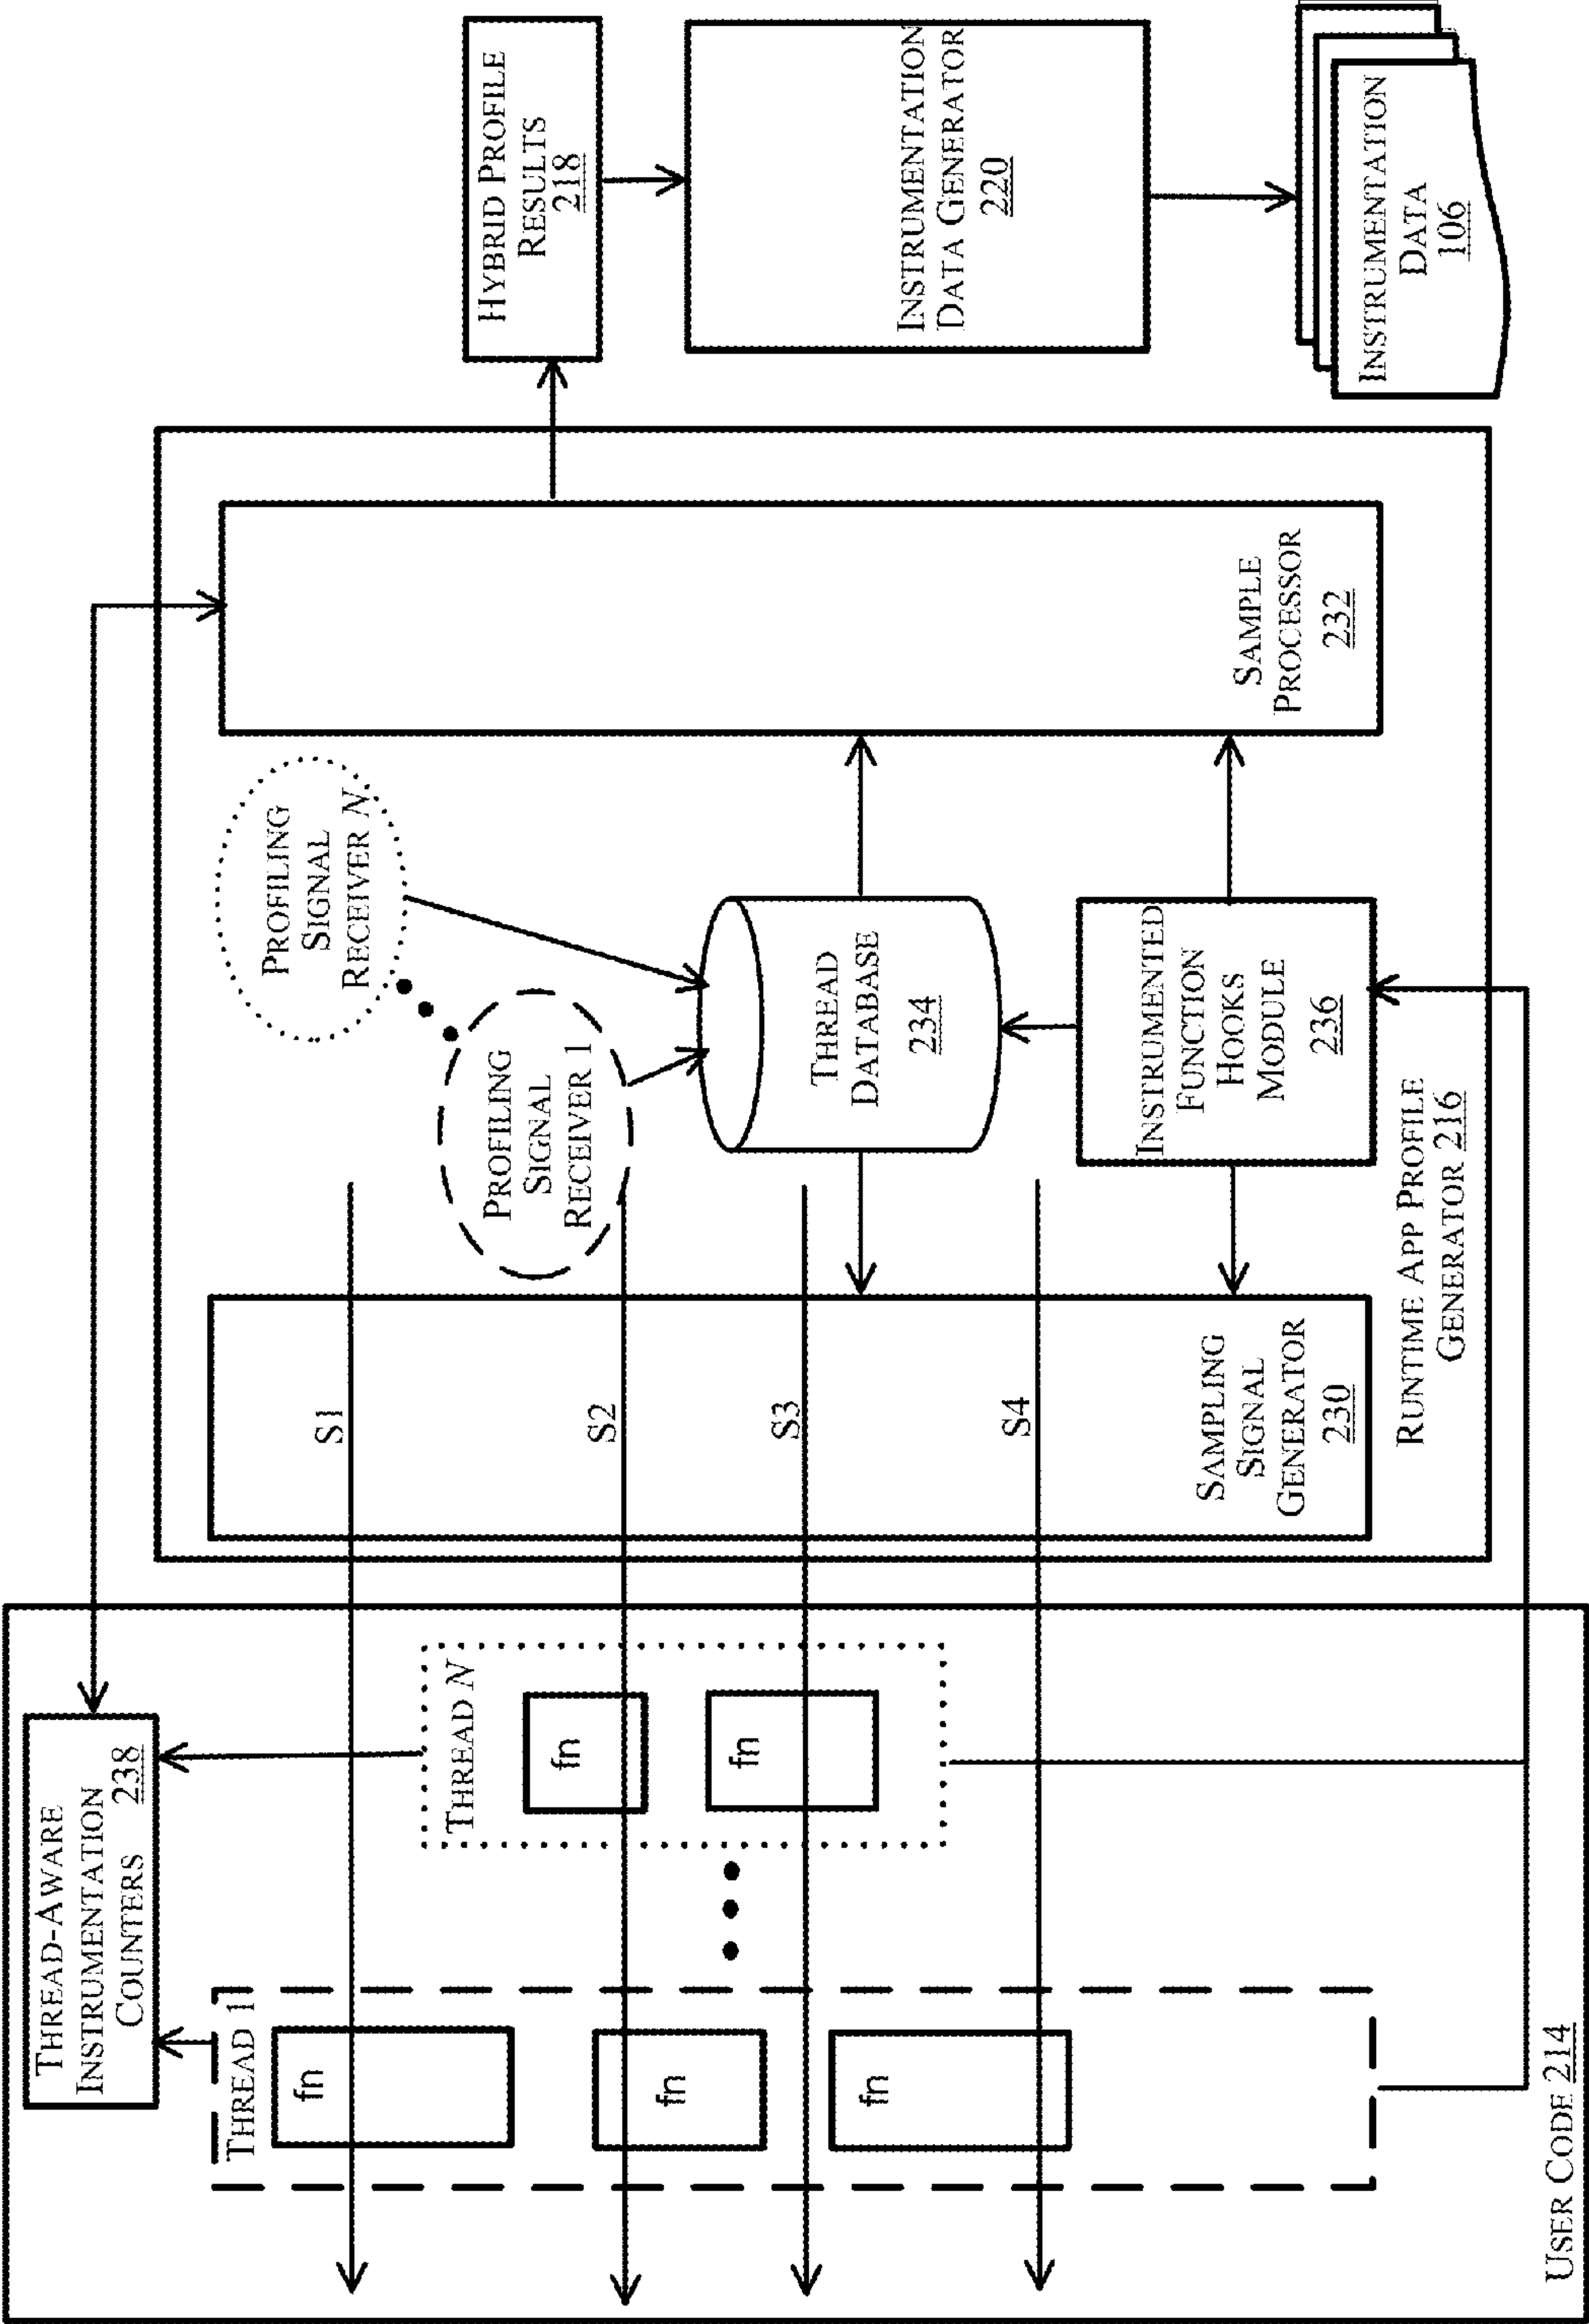 THREAD-AWARE
INSTRUMENTATION
COUNTERS 238
THREAD 1
fn
fn
fn
THREAD N
fn
fn
USER CODE 214
S1
S2
S3
S4
SAMPLING
SIGNAL
GENERATOR
230
PROFILING
SIGNAL
RECEIVER 1
PROFILING
SIGNAL
RECEIVER N
THREAD
DATABASE
234
INSTRUMENTED
FUNCTION
HOOKS
MODULE
236
RUNTIME APP PROFILE
GENERATOR 216
SAMPLE
PROCESSOR
232
HYBRID PROFILE
RESULTS
218
INSTRUMENTATION
DATA GENERATOR
220
INSTRUMENTATION
DATA
106